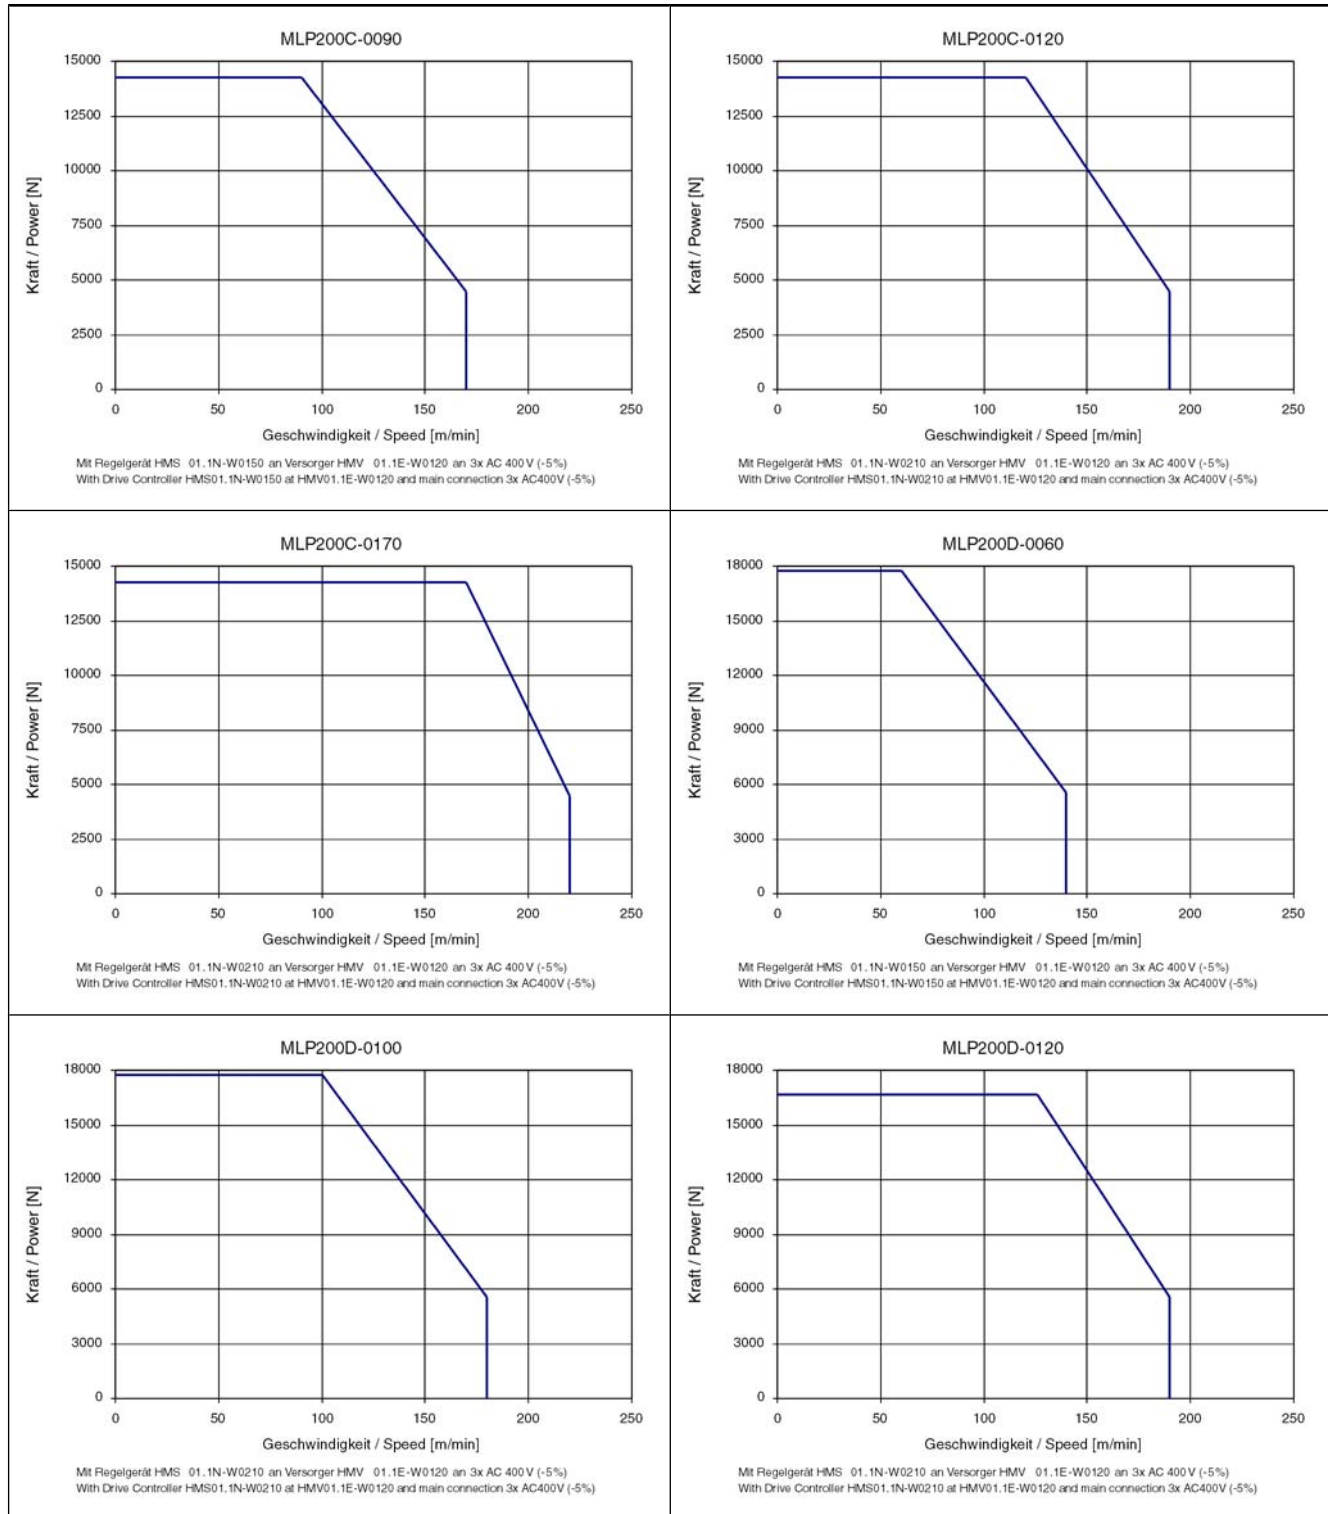 MLP200C-0090
15000
12500
10000
7500
5000
2500
0
Kraft / Power [N]
0 50 100 150 200 250
Geschwindigkeit / Speed [m/min]
Mit Regelgerät HMS 01.1N-W0150 an Versorger HMV 01.1E-W0120 an 3x AC 400V (-5%)
With Drive Controller HMS01.1N-W0150 at HMV01.1E-W0120 and main connection 3x AC400V (-5%)
MLP200C-0120
15000
12500
10000
7500
5000
2500
0
Kraft / Power [N]
0 50 100 150 200 250
Geschwindigkeit / Speed [m/min]
Mit Regelgerät HMS 01.1N-W0210 an Versorger HMV 01.1E-W0120 an 3x AC 400V (-5%)
With Drive Controller HMS01.1N-W0210 at HMV01.1E-W0120 and main connection 3x AC400V (-5%)
MLP200C-0170
15000
12500
10000
7500
5000
2500
0
Kraft / Power [N]
0 50 100 150 200 250
Geschwindigkeit / Speed [m/min]
Mit Regelgerät HMS 01.1N-W0210 an Versorger HMV 01.1E-W0120 an 3x AC 400V (-5%)
With Drive Controller HMS01.1N-W0210 at HMV01.1E-W0120 and main connection 3x AC400V (-5%)
MLP200D-0060
18000
15000
12000
9000
6000
3000
0
Kraft / Power [N]
0 50 100 150 200 250
Geschwindigkeit / Speed [m/min]
Mit Regelgerät HMS 01.1N-W0150 an Versorger HMV 01.1E-W0120 an 3x AC 400V (-5%)
With Drive Controller HMS01.1N-W0150 at HMV01.1E-W0120 and main connection 3x AC400V (-5%)
MLP200D-0100
18000
15000
12000
9000
6000
3000
0
Kraft / Power [N]
0 50 100 150 200 250
Geschwindigkeit / Speed [m/min]
Mit Regelgerät HMS 01.1N-W0210 an Versorger HMV 01.1E-W0120 an 3x AC 400V (-5%)
With Drive Controller HMS01.1N-W0210 at HMV01.1E-W0120 and main connection 3x AC400V (-5%)
MLP200D-0120
18000
15000
12000
9000
6000
3000
0
Kraft / Power [N]
0 50 100 150 200 250
Geschwindigkeit / Speed [m/min]
Mit Regelgerät HMS 01.1N-W0210 an Versorger HMV 01.1E-W0120 an 3x AC 400V (-5%)
With Drive Controller HMS01.1N-W0210 at HMV01.1E-W0120 and main connection 3x AC400V (-5%)